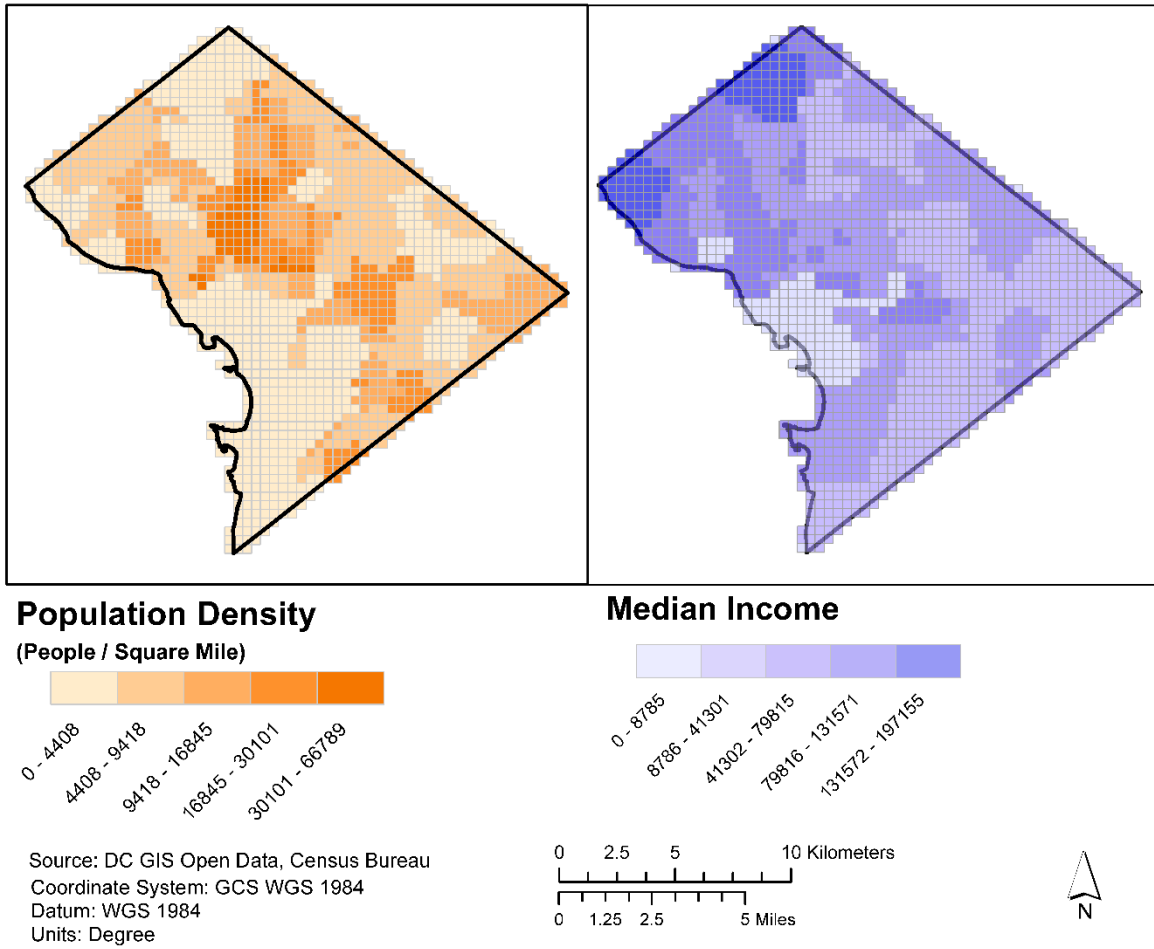 Population Density
(People / Square Mile)
0 - 4408
4408 - 9418
9418 - 16845
16845 - 30101
30101 - 66789
Median Income
0 - 8785
8786 - 41301
41302 - 79815
79816 - 131571
131572 - 197155
Source: DC GIS Open Data, Census Bureau
Coordinate System: GCS WGS 1984
Datum: WGS 1984
Units: Degree
0 2.5 5 10 Kilometers
0 1.25 2.5 5 Miles
N